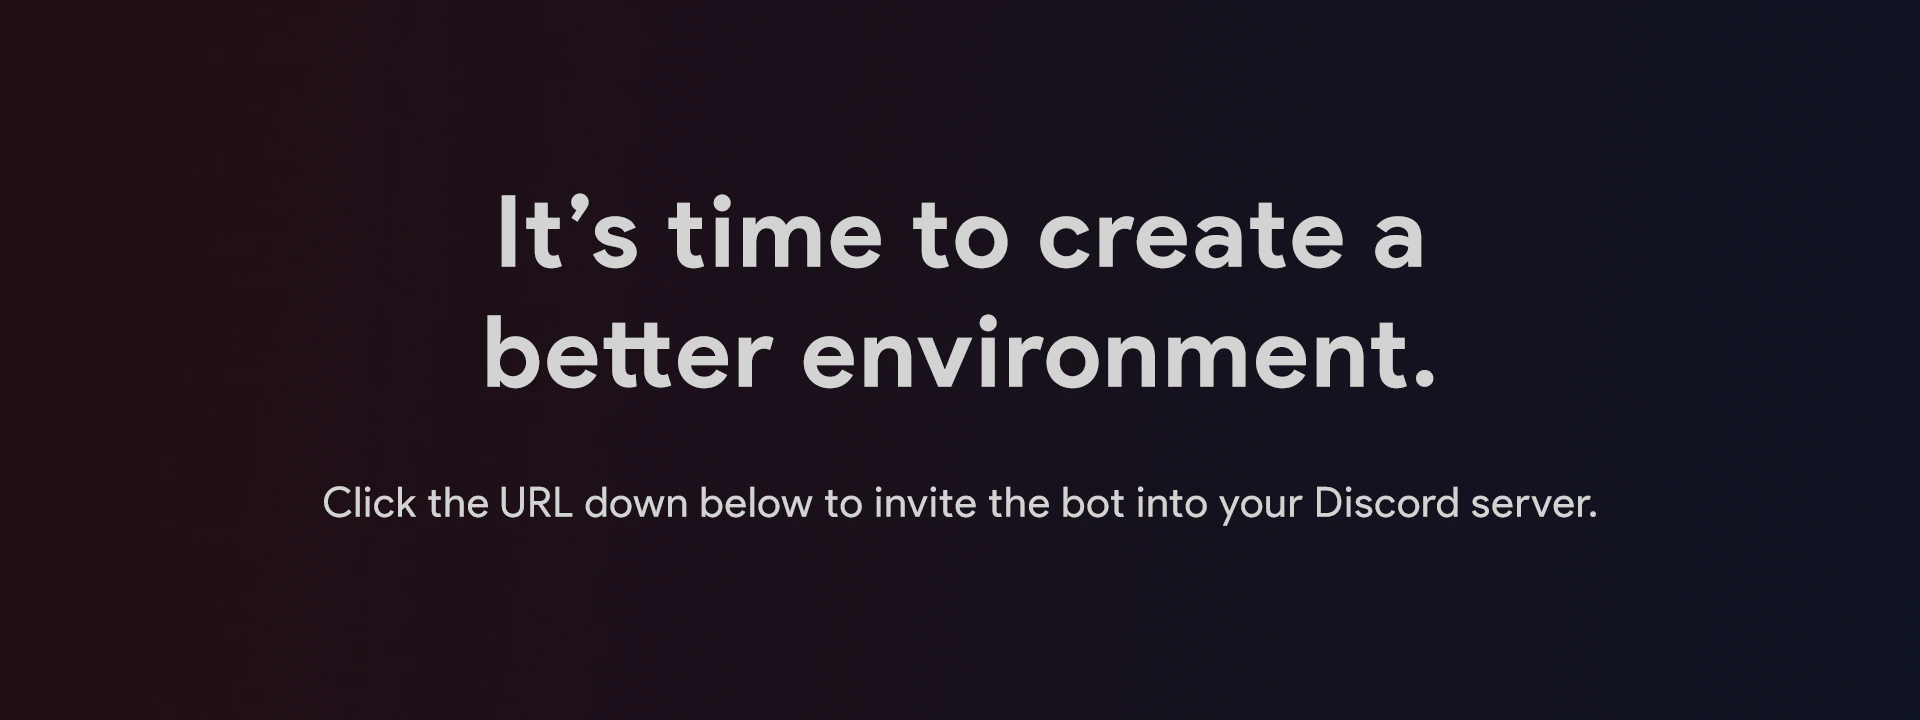 It’s time to create a
better environment.
Click the URL down below to invite the bot into your Discord server.